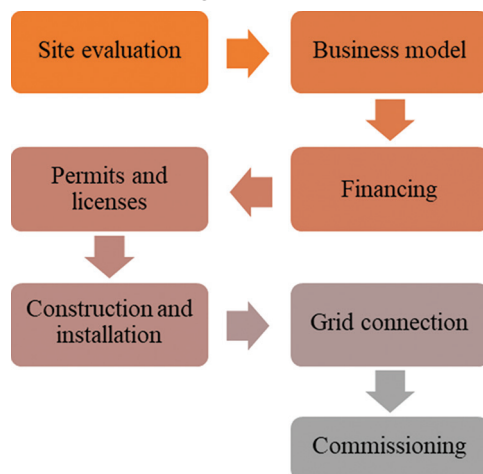 Site evaluation
Business model
Permits and
licenses
Financing
Construction and
installation
Grid connection
Commissioning